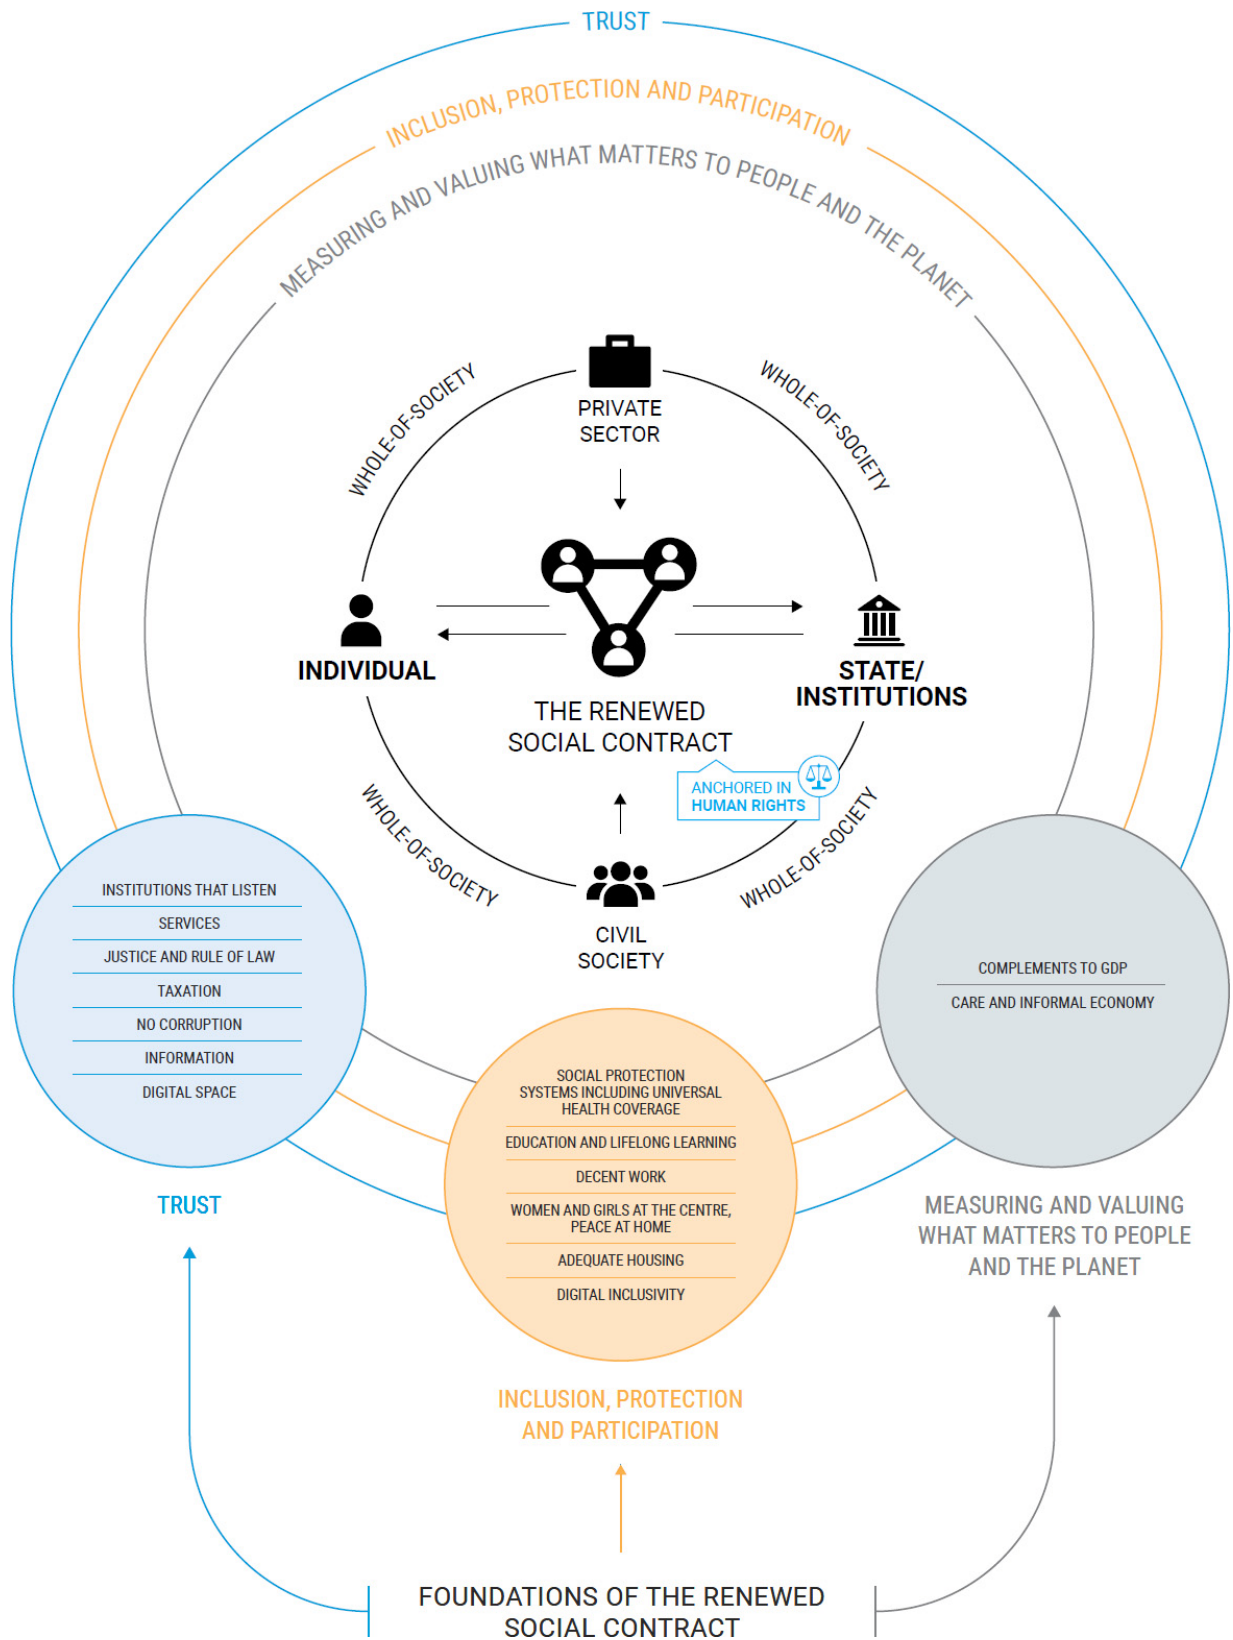 TRUST
INCLUSION, PROTECTION AND PARTICIPATION
MEASURING AND VALUING WHAT MATTERS TO PEOPLE AND THE PLANET
WHOLE-OF-SOCIETY
WHOLE-OF-SOCIETY
PRIVATE
SECTOR
INDIVIDUAL
STATE/
INSTITUTIONS
THE RENEWED
SOCIAL CONTRACT
ANCHORED IN
HUMAN RIGHTS
WHOLE-OF-SOCIETY
WHOLE-OF-SOCIETY
CIVIL
SOCIETY
INSTITUTIONS THAT LISTEN
SERVICES
JUSTICE AND RULE OF LAW
TAXATION
NO CORRUPTION
INFORMATION
DIGITAL SPACE
TRUST
SOCIAL PROTECTION
SYSTEMS INCLUDING UNIVERSAL
HEALTH COVERAGE
EDUCATION AND LIFELONG LEARNING
DECENT WORK
WOMEN AND GIRLS AT THE CENTRE,
PEACE AT HOME
ADEQUATE HOUSING
DIGITAL INCLUSIVITY
INCLUSION, PROTECTION
AND PARTICIPATION
COMPLEMENTS TO GDP
CARE AND INFORMAL ECONOMY
MEASURING AND VALUING
WHAT MATTERS TO PEOPLE
AND THE PLANET
FOUNDATIONS OF THE RENEWED
SOCIAL CONTRACT